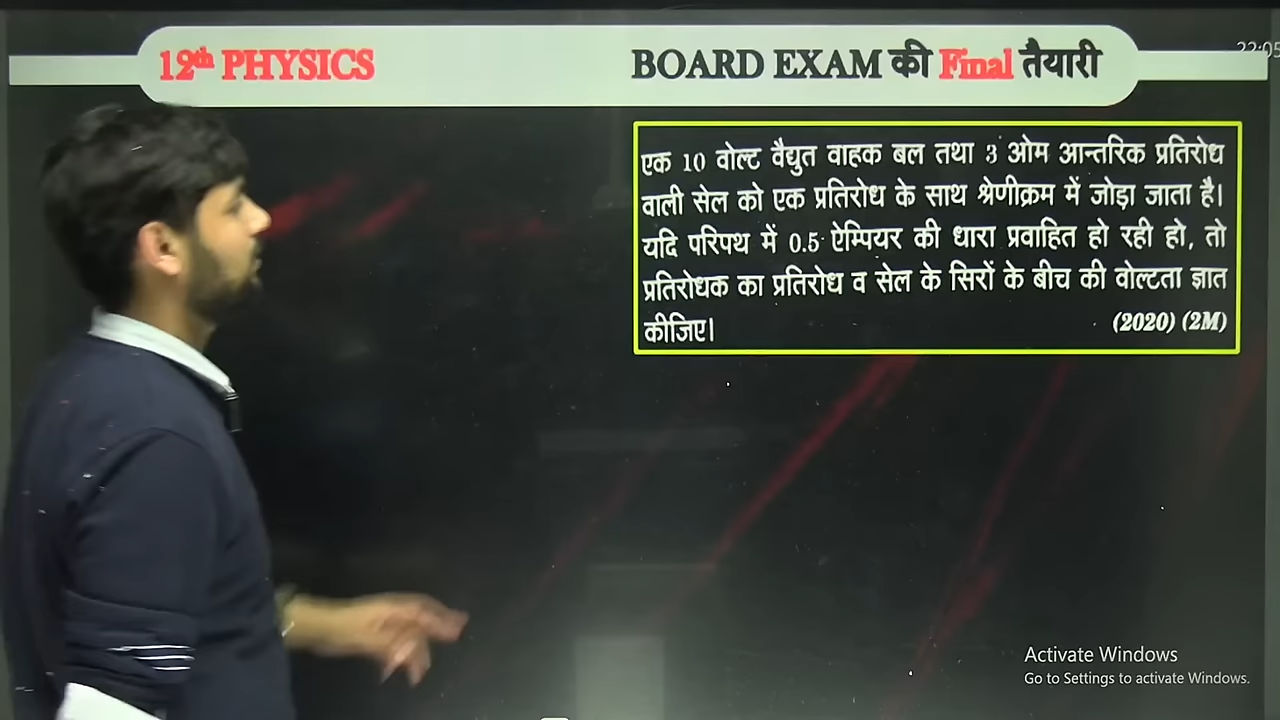 12th PHYSICS
BOARD EXAM की Final तैयारी
22:05
एक 10 वोल्ट वैद्युत वाहक बल तथा 3 ओम आन्तरिक प्रतिरोध
वाली सेल को एक प्रतिरोध के साथ श्रेणीक्रम में जोड़ा जाता है।
यदि परिपथ में 0.5 ऐम्पियर की धारा प्रवाहित हो रही हो, तो
प्रतिरोधक का प्रतिरोध व सेल के सिरों के बीच की वोल्टता ज्ञात
कीजिए।
(2020) (2M)
Activate Windows
Go to Settings to activate Windows.